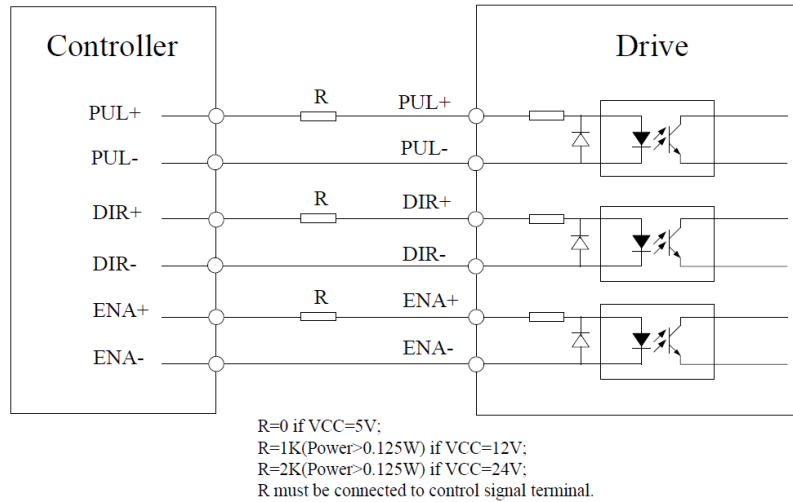 Controller
Drive
R
PUL+
PUL+
PUL-
PUL-
R
DIR+
DIR+
DIR-
DIR-
R
ENA+
ENA+
ENA-
ENA-
R=0 if VCC=5V;
R=1K(Power>0.125W) if VCC=12V;
R=2K(Power>0.125W) if VCC=24V;
R must be connected to control signal terminal.